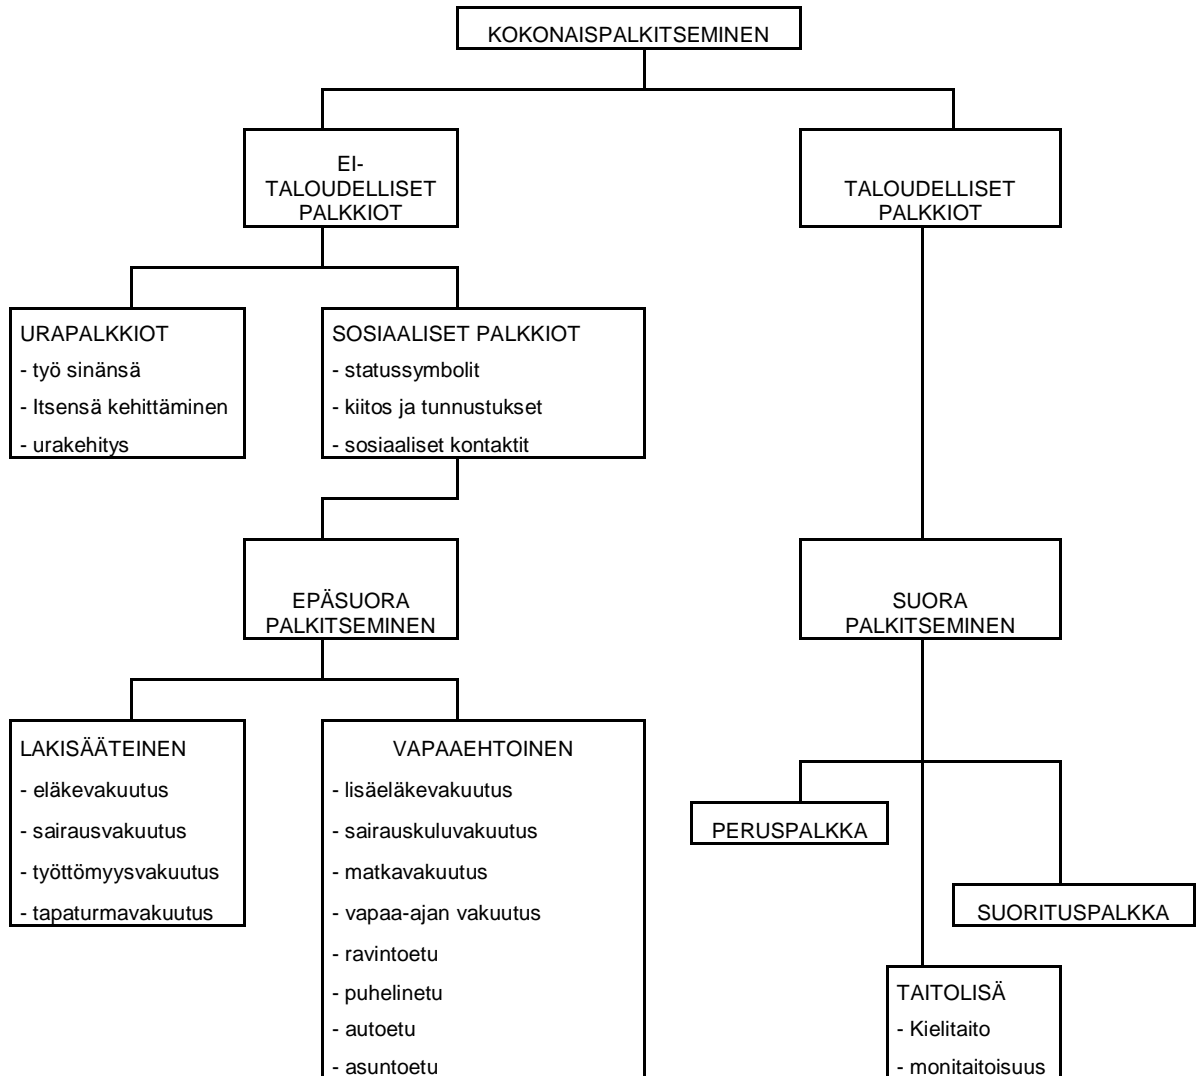 KOKONAISPALKITSEMINEN
EI-
TALOUDELLISET
PALKKIOT
TALOUDELLISET
PALKKIOT
URAPALKKIOT
- työ sinänsä
- Itsensä kehittäminen
- urakehitys
SOSIAALISET PALKKIOT
- statussymbolit
- kiitos ja tunnustukset
- sosiaaliset kontaktit
EPÄSUORA
PALKITSEMINEN
SUORA
PALKITSEMINEN
LAKISÄÄTEINEN
- eläkevakuutus
- sairausvakuutus
- työttömyysvakuutus
- tapaturmavakuutus
VAPAAEHTOINEN
- lisäeläkevakuutus
- sairauskuluvakuutus
- matkavakuutus
- vapaa-ajan vakuutus
- ravintoetu
- puhelinetu
- autoetu
- asuntoetu
PERUSPALKKA
SUORITUSPALKKA
TAITOLISÄ
- Kielitaito
- monitaitoisuus